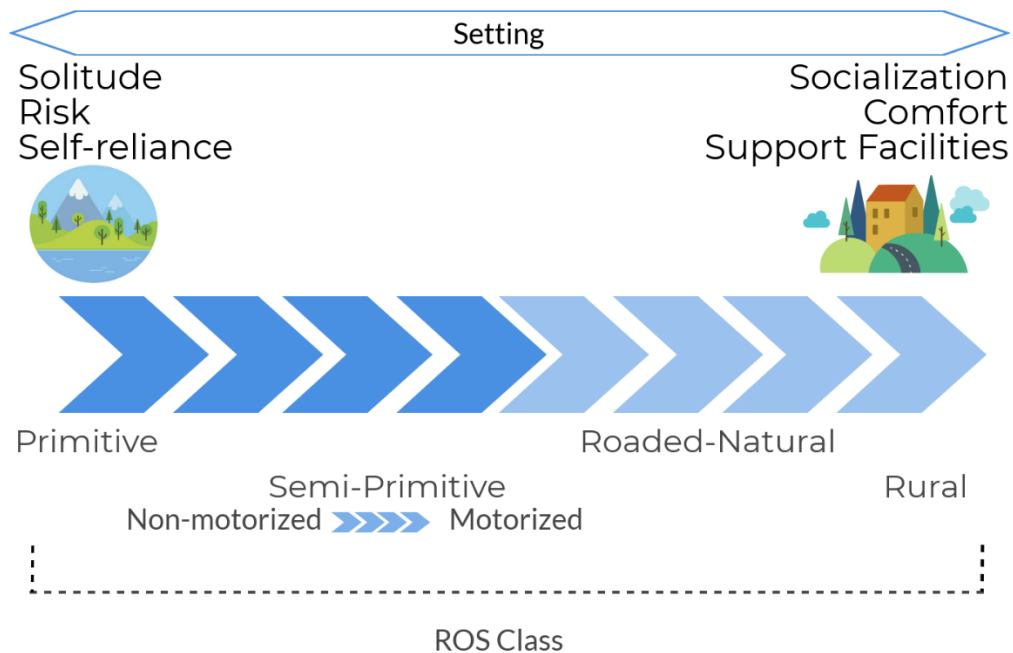 Setting
Solitude
Risk
Self-reliance
Socialization
Comfort
Support Facilities
Primitive
Roaded-Natural
Semi-Primitive
Rural
Non-motorized
Motorized
ROS Class